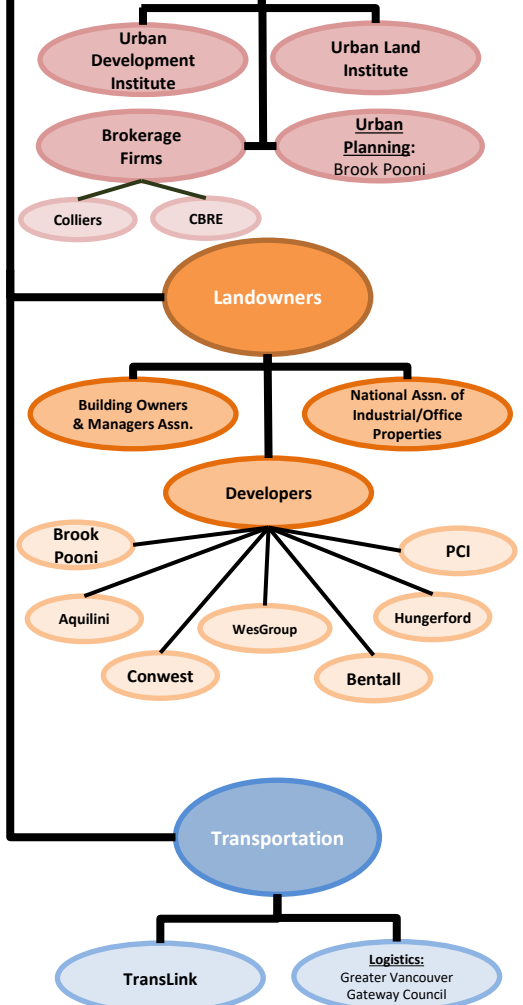 Urban
Development
Institute
Urban Land
Institute
Brokerage
Firms
Urban
Planning:
Brook Pooni
Colliers
CBRE
Landowners
Building Owners
& Managers Assn.
National Assn. of
Industrial/Office
Properties
Developers
Brook
Pooni
PCI
Aquilini
WesGroup
Hungerford
Conwest
Bentall
Transportation
TransLink
Logistics:
Greater Vancouver
Gateway Council